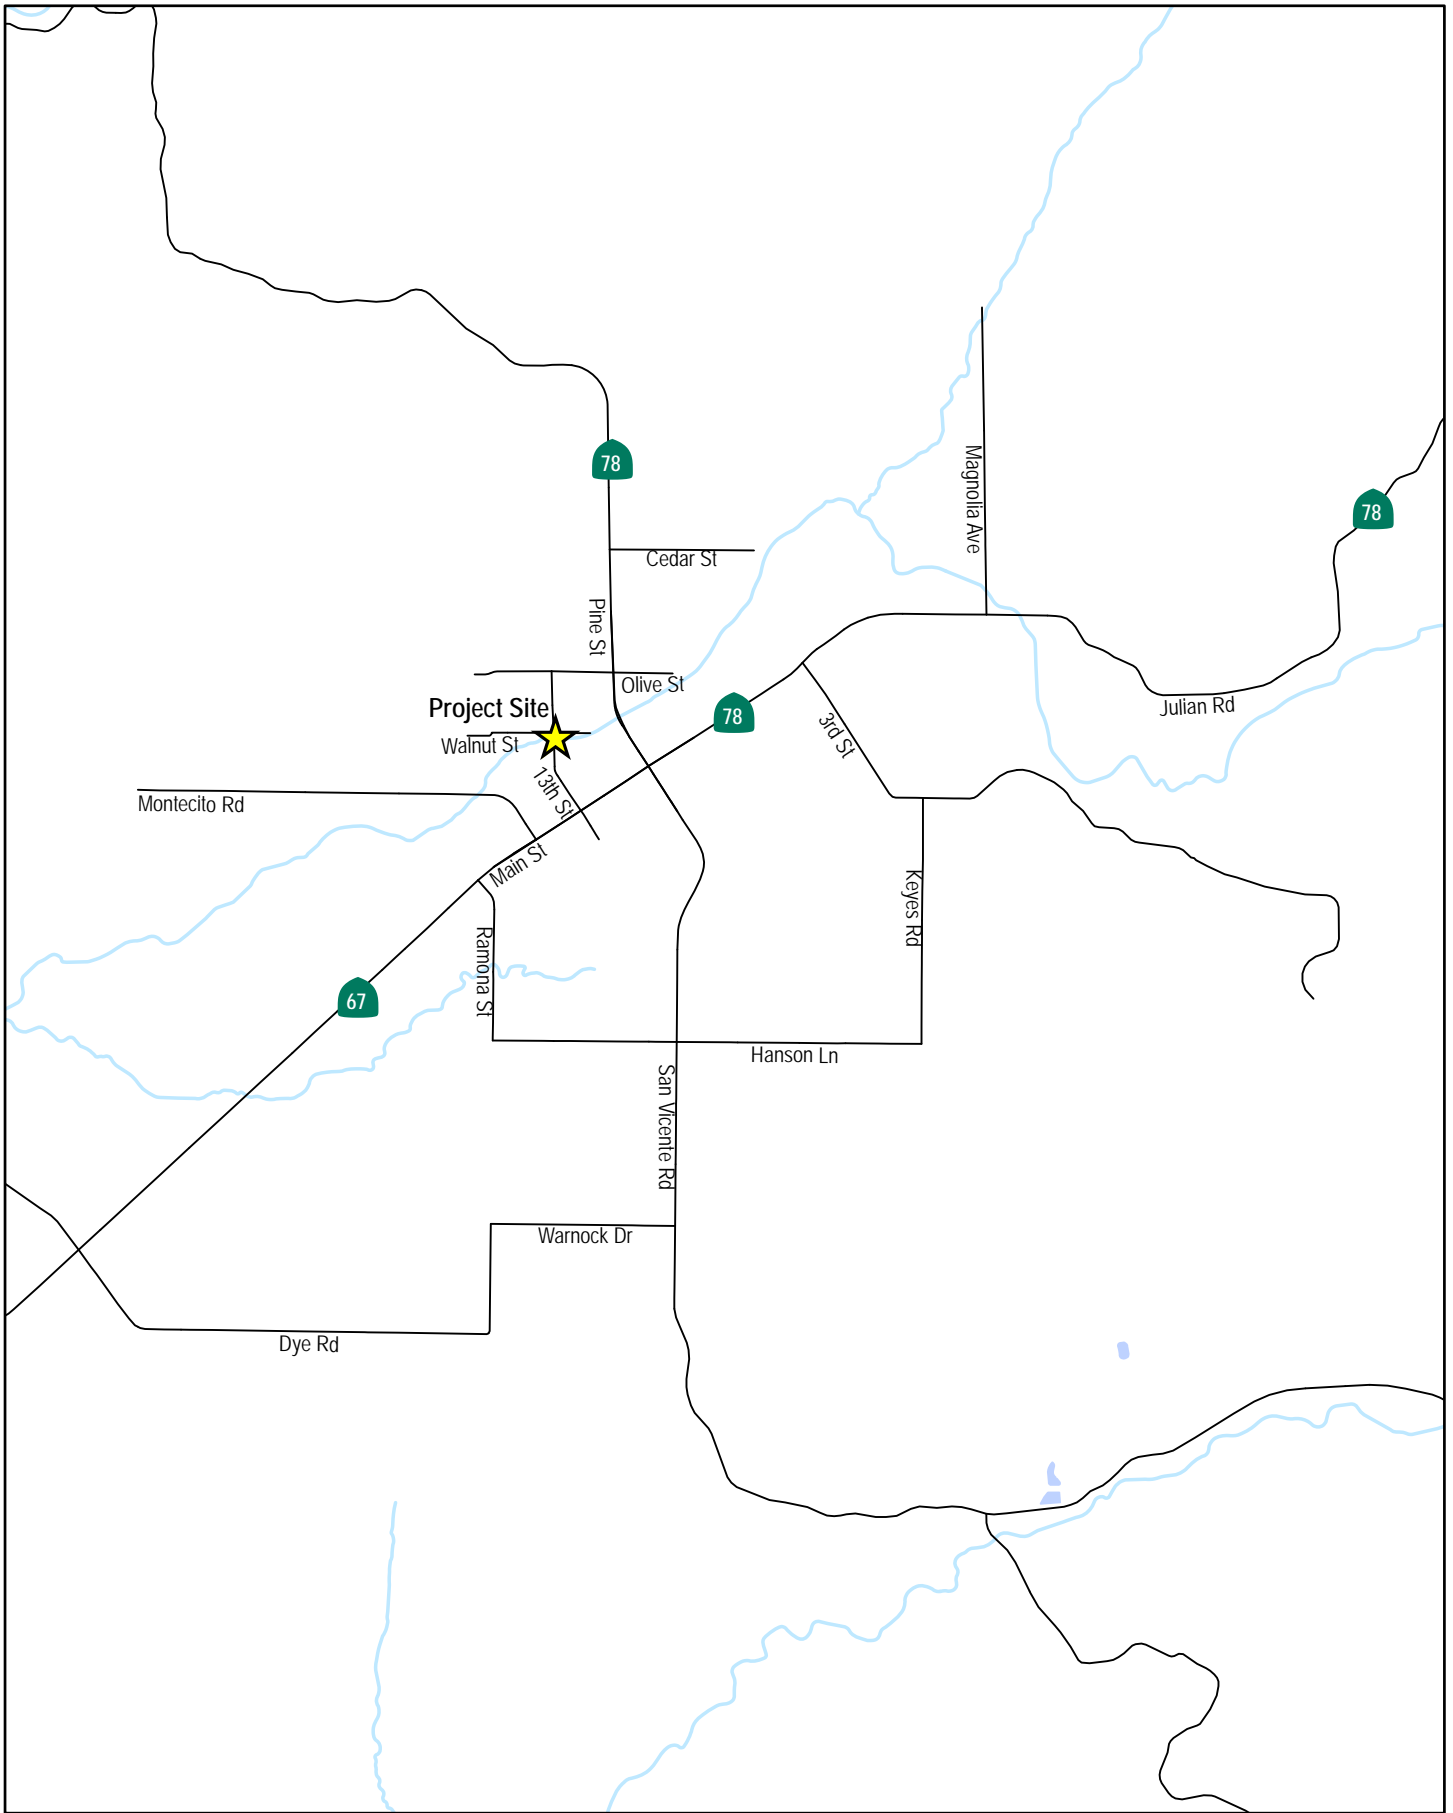 78
Magnolia Ave
78
Cedar St
Pine St
Olive St
Project Site
78
Julian Rd
3rd St
Walnut St
13th St
Montecito Rd
Main St
Keyes Rd
Ramona St
67
Hanson Ln
San Vicente Rd
Warnock Dr
Dye Rd